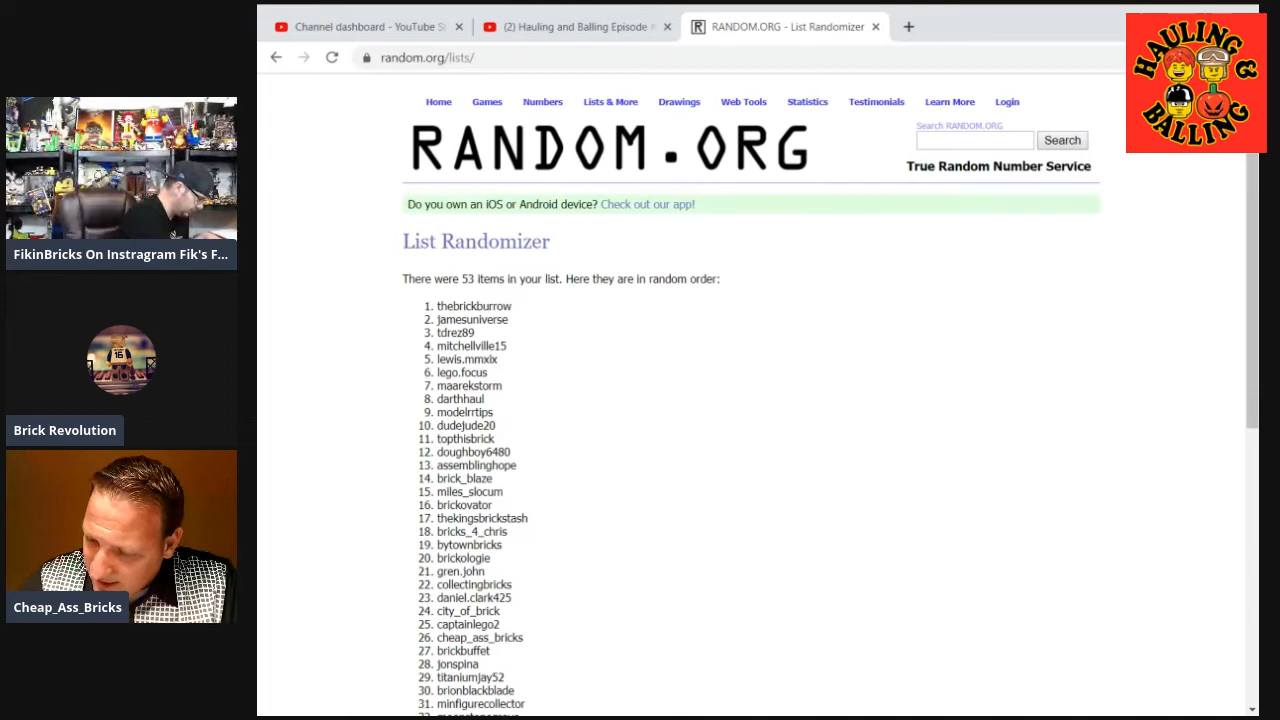 Channel dashboard - YouTube St
(2) Hauling and Balling Episode #
RANDOM.ORG - List Randomizer
random.org/lists/
HAULING &
BALLING
Home Games Numbers Lists & More Drawings Web Tools Statistics Testimonials Learn More Login
RANDOM.ORG
Search RANDOM.ORG
Search
True Random Number Service
Do you own an iOS or Android device? Check out our app!
List Randomizer
There were 53 items in your list. Here they are in random order:
1. thebrickburrow
2. jamesuniverse
3. tdrez89
4. mitchellville15
5. lewis.mmxix
6. lego.focus
7. maarekstorm
8. darthhaul
9. modelrrtips
10. dudejude20
11. topthisbrick
12. doughboy6480
13. assemblinghope
14. brick_blaze
15. miles_slocum
16. brickovator
17. thekingsbrickstash
18. bricks_4_chris
19. bytownbricks
20. brickologie
21. gren.john
22. collectingbricks
23. daniel.clark425
24. city_of_brick
25. captainlego2
26. cheap_ass_bricks
27. brickbuffet
28. jonspina
29. titaniumjay52
30. brionblackblade
31. minfigurecollector
FikinBricks On Instragram Fik's F...
16
Brick Revolution
Cheap_Ass_Bricks